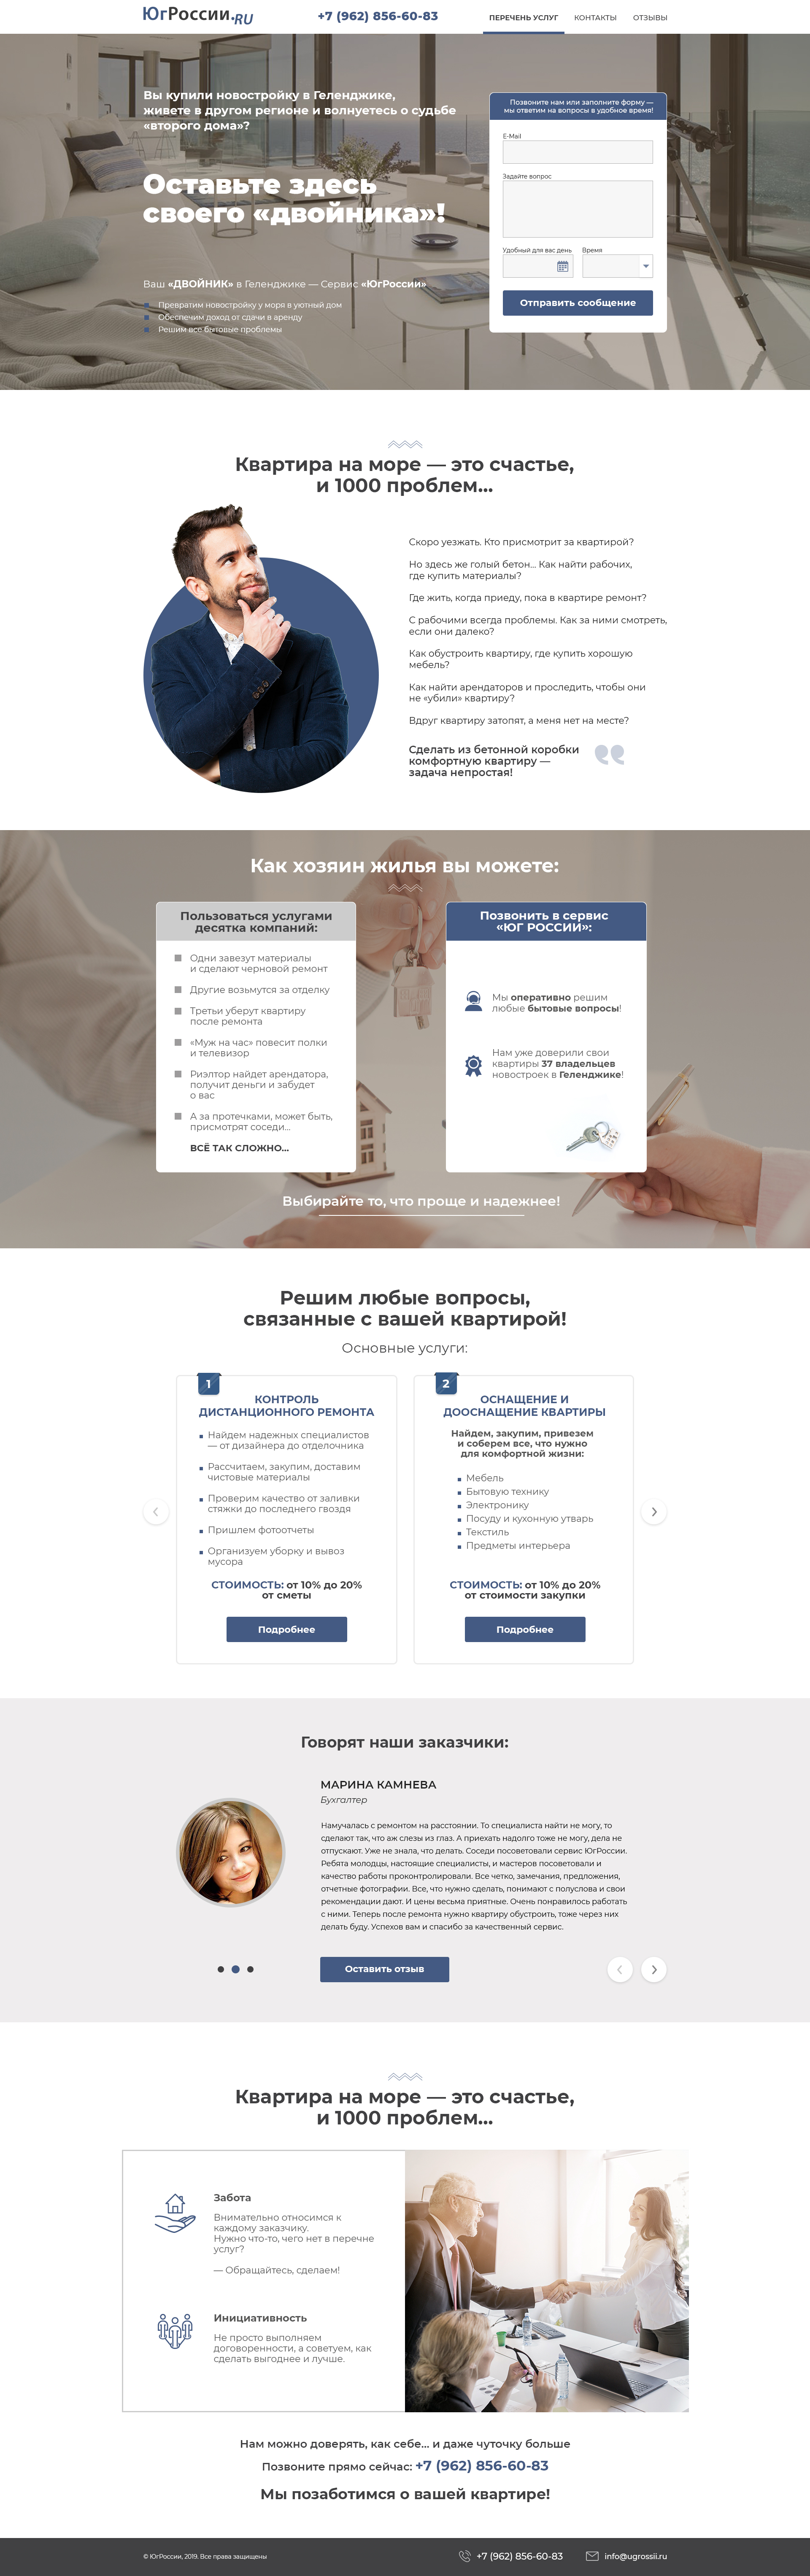 ЮгРоссии.RU
+7 (962) 856-60-83
ПЕРЕЧЕНЬ УСЛУГ
КОНТАКТЫ
ОТЗЫВЫ
Вы купили новостройку в Геленджике,
живете в другом регионе и волнуетесь о судьбе
«второго дома»?
Оставьте здесь
своего «двойника»!
Ваш «ДВОЙНИК» в Геленджике — Сервис «ЮгРоссии»
Превратим новостройку у моря в уютный дом
Обеспечим доход от сдачи в аренду
Решим все бытовые проблемы
Позвоните нам или заполните форму —
мы ответим на вопросы в удобное время!
E-Mail
Задайте вопрос
Удобный для вас день
Время
Отправить сообщение
Квартира на море — это счастье,
и 1000 проблем...
Скоро уезжать. Кто присмотрит за квартирой?
Но здесь же голый бетон... Как найти рабочих,
где купить материалы?
Где жить, когда приеду, пока в квартире ремонт?
С рабочими всегда проблемы. Как за ними смотреть,
если они далеко?
Как обустроить квартиру, где купить хорошую
мебель?
Как найти арендаторов и проследить, чтобы они
не «убили» квартиру?
Вдруг квартиру затопят, а меня нет на месте?
Сделать из бетонной коробки
комфортную квартиру —
задача непростая!
Как хозяин жилья вы можете:
Пользоваться услугами
десятка компаний:
Одни завезут материалы
и сделают черновой ремонт
Другие возьмутся за отделку
Третьи уберут квартиру
после ремонта
«Муж на час» повесит полки
и телевизор
Риэлтор найдет арендатора,
получит деньги и забудет
о вас
А за протечками, может быть,
присмотрят соседи...
ВСЁ ТАК СЛОЖНО...
Позвонить в сервис
«ЮГ РОССИИ»:
Мы оперативно решим
любые бытовые вопросы!
Нам уже доверили свои
квартиры 37 владельцев
новостроек в Геленджике!
Выбирайте то, что проще и надежнее!
Решим любые вопросы,
связанные с вашей квартирой!
Основные услуги:
1
КОНТРОЛЬ
ДИСТАНЦИОННОГО РЕМОНТА
Найдем надежных специалистов
— от дизайнера до отделочника
Рассчитаем, закупим, доставим
чистовые материалы
Проверим качество от заливки
стяжки до последнего гвоздя
Пришлем фотоотчеты
Организуем уборку и вывоз
мусора
СТОИМОСТЬ: от 10% до 20%
от сметы
Подробнее
2
ОСНАЩЕНИЕ И
ДООСНАЩЕНИЕ КВАРТИРЫ
Найдем, закупим, привезем
и соберем все, что нужно
для комфортной жизни:
Мебель
Бытовую технику
Электронику
Посуду и кухонную утварь
Текстиль
Предметы интерьера
СТОИМОСТЬ: от 10% до 20%
от стоимости закупки
Подробнее
Говорят наши заказчики:
МАРИНА КАМНЕВА
Бухгалтер
Намучалась с ремонтом на расстоянии. То специалиста найти не могу, то
сделают так, что аж слезы из глаз. А приехать надолго тоже не могу, дела не
отпускают. Уже не знала, что делать. Соседи посоветовали сервис ЮгРоссии.
Ребята молодцы, настоящие специалисты, и мастеров посоветовали и
качество работы проконтролировали. Все четко, замечания, предложения,
отчетные фотографии. Все, что нужно сделать, понимают с полуслова и свои
рекомендации дают. И цены весьма приятные. Очень понравилось работать
с ними. Теперь после ремонта нужно квартиру обустроить, тоже через них
делать буду. Успехов вам и спасибо за качественный сервис.
Оставить отзыв
Квартира на море — это счастье,
и 1000 проблем...
Забота
Внимательно относимся к
каждому заказчику.
Нужно что-то, чего нет в перечне
услуг?
— Обращайтесь, сделаем!
Инициативность
Не просто выполняем
договоренности, а советуем, как
сделать выгоднее и лучше.
Нам можно доверять, как себе... и даже чуточку больше
Позвоните прямо сейчас: +7 (962) 856-60-83
Мы позаботимся о вашей квартире!
© ЮгРоссии, 2019. Все права защищены
+7 (962) 856-60-83
info@ugrossii.ru